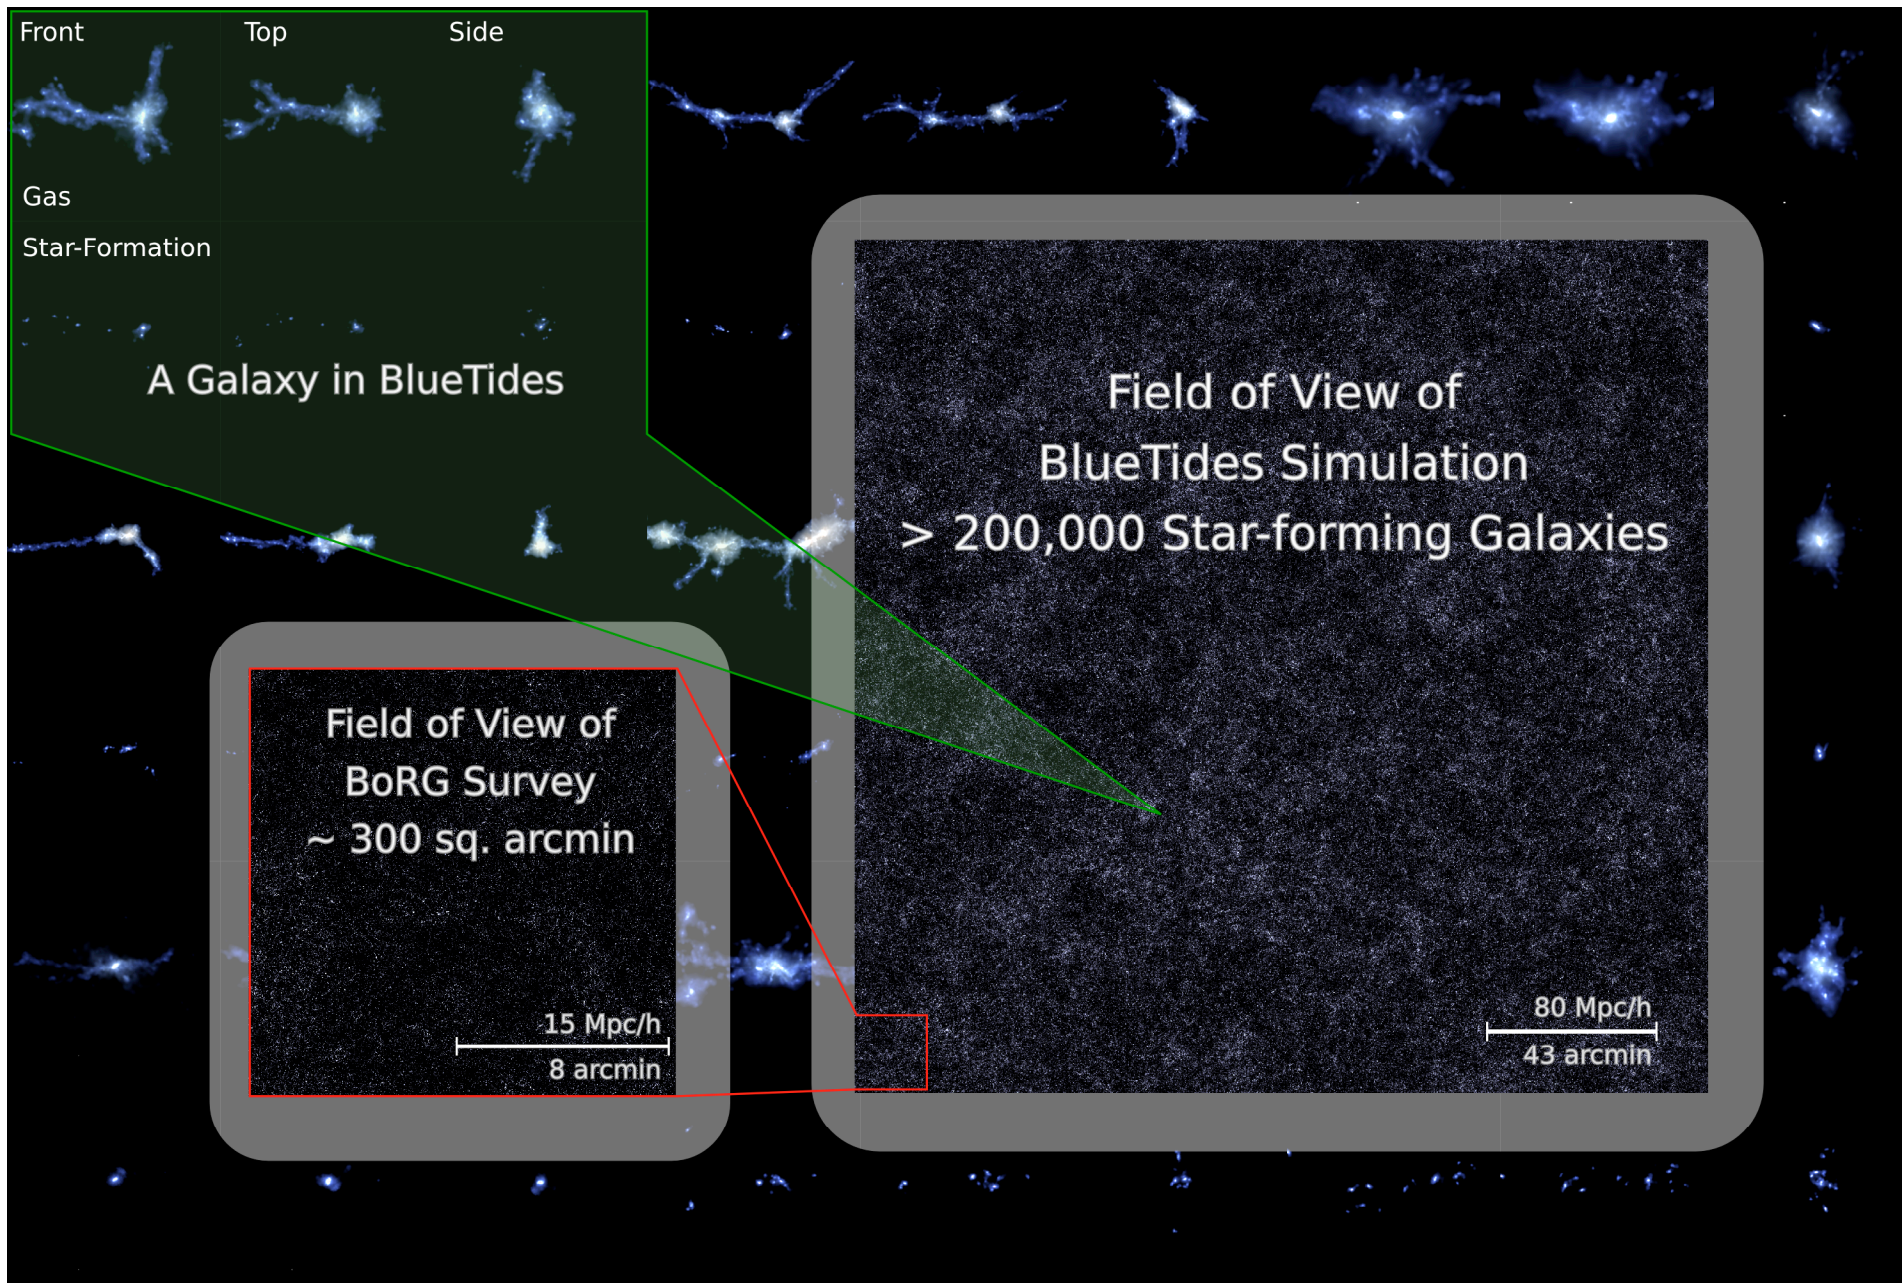 Front
Top
Side
Gas
Star-Formation
A Galaxy in BlueTides
Field of View of
BlueTides Simulation
> 200,000 Star-forming Galaxies
80 Mpc/h
43 arcmin
Field of View of
BoRG Survey
~ 300 sq. arcmin
15 Mpc/h
8 arcmin